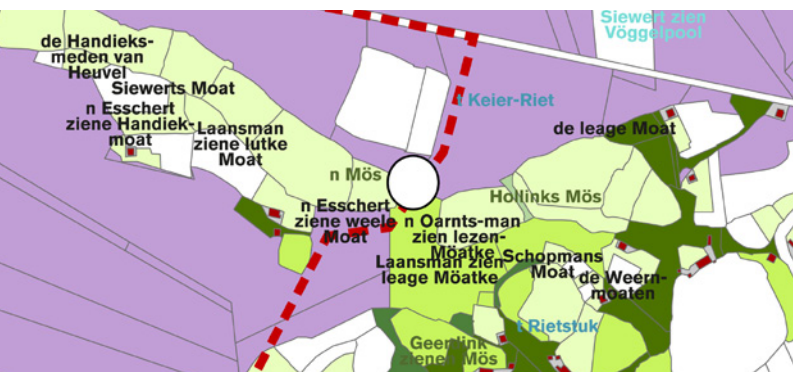 Siewert zien
Vöggelpool
de Handieks-
meden van
Heuvel
Siewerts Moat
n Esschert
ziene Handiek-
moat
Laansman
ziene lutke
Moat
t Keier-Riet
de leage Moat
n Mös
Hollinks Mös
n Esschert
ziene weele
Moat
n Oarnts-man
zien lezen-
Möatke
Laansman zien
leage Möatke
Schopmans
Moat
de Weern-
moaten
t Rietstuk
Geerdink
zienen Mös